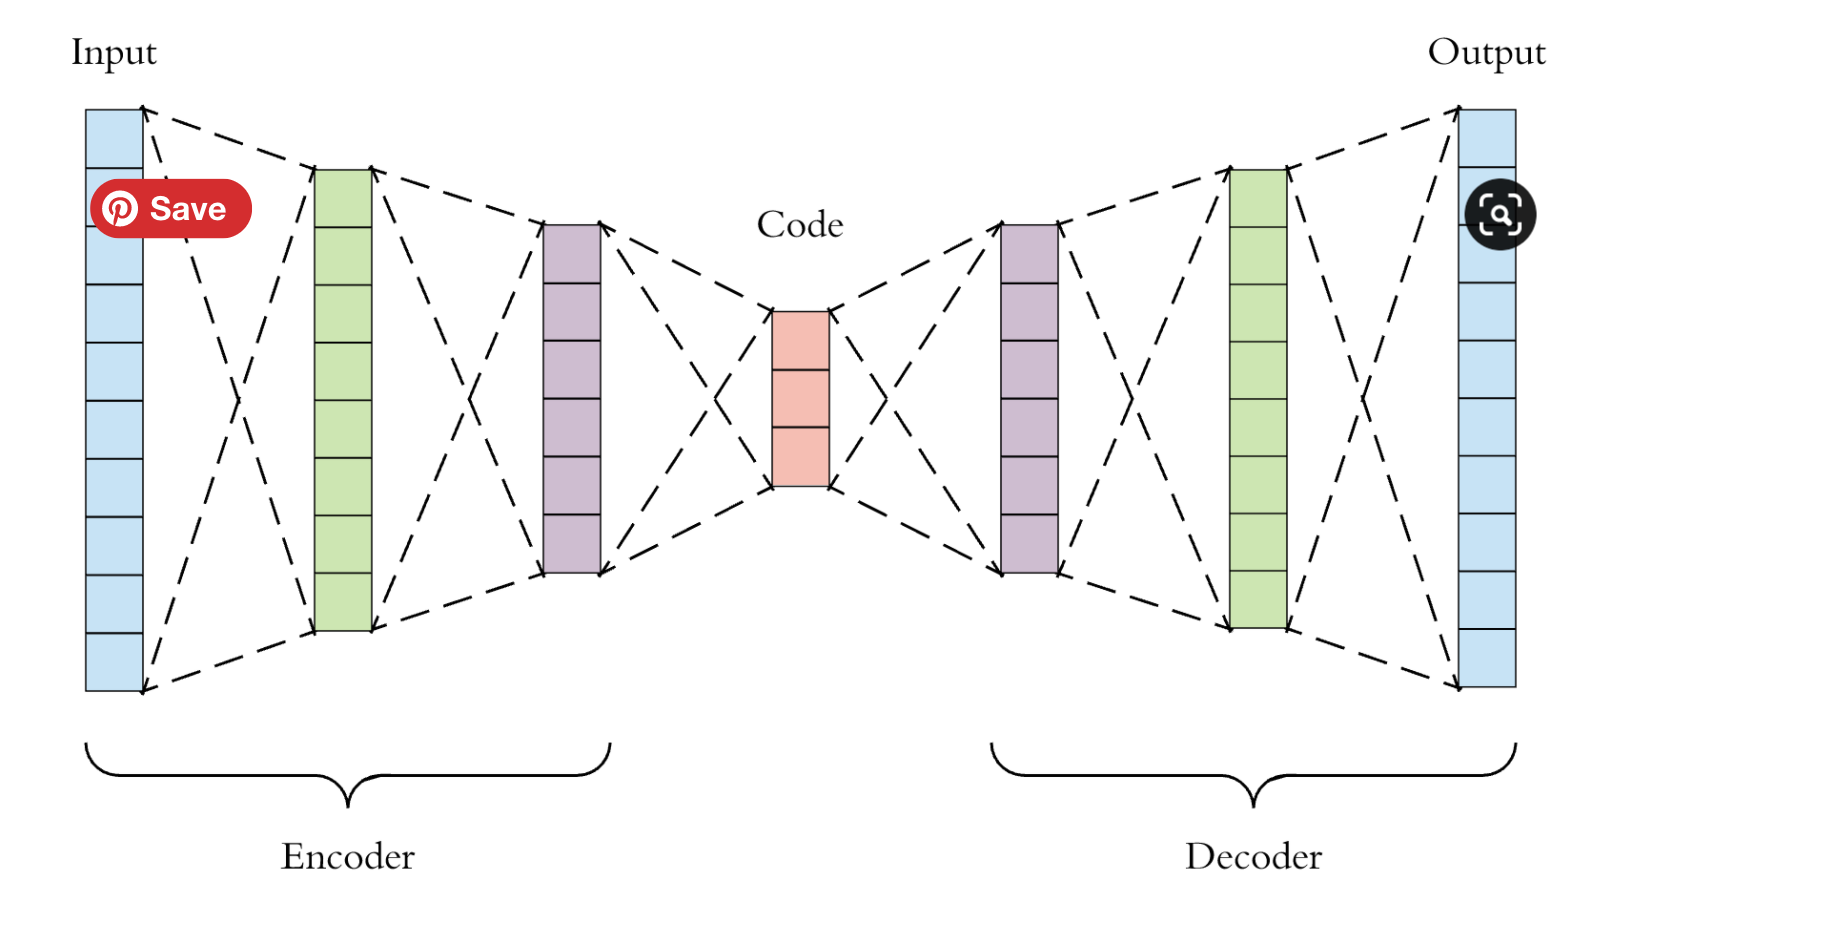 Input
Output
Save
Code
Encoder
Decoder